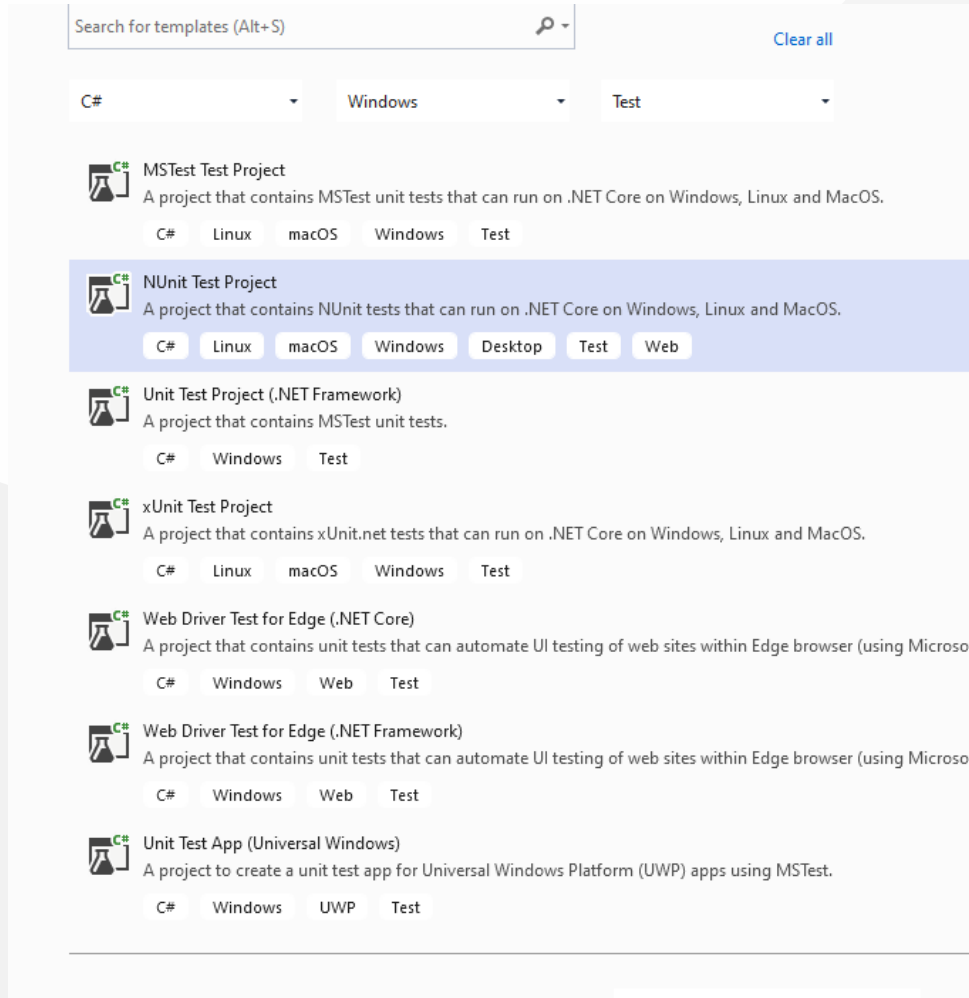 Search for templates (Alt+S)
Clear all
C# Windows Test
C# MSTest Test Project
A project that contains MSTest unit tests that can run on .NET Core on Windows, Linux and MacOS.
C# Linux macOS Windows Test
C# NUnit Test Project
A project that contains NUnit tests that can run on .NET Core on Windows, Linux and MacOS.
C# Linux macOS Windows Desktop Test Web
C# Unit Test Project (.NET Framework)
A project that contains MSTest unit tests.
C# Windows Test
C# xUnit Test Project
A project that contains xUnit.net tests that can run on .NET Core on Windows, Linux and MacOS.
C# Linux macOS Windows Test
C# Web Driver Test for Edge (.NET Core)
A project that contains unit tests that can automate UI testing of web sites within Edge browser (using Microso
C# Windows Web Test
C# Web Driver Test for Edge (.NET Framework)
A project that contains unit tests that can automate UI testing of web sites within Edge browser (using Microso
C# Windows Web Test
C# Unit Test App (Universal Windows)
A project to create a unit test app for Universal Windows Platform (UWP) apps using MSTest.
C# Windows UWP Test